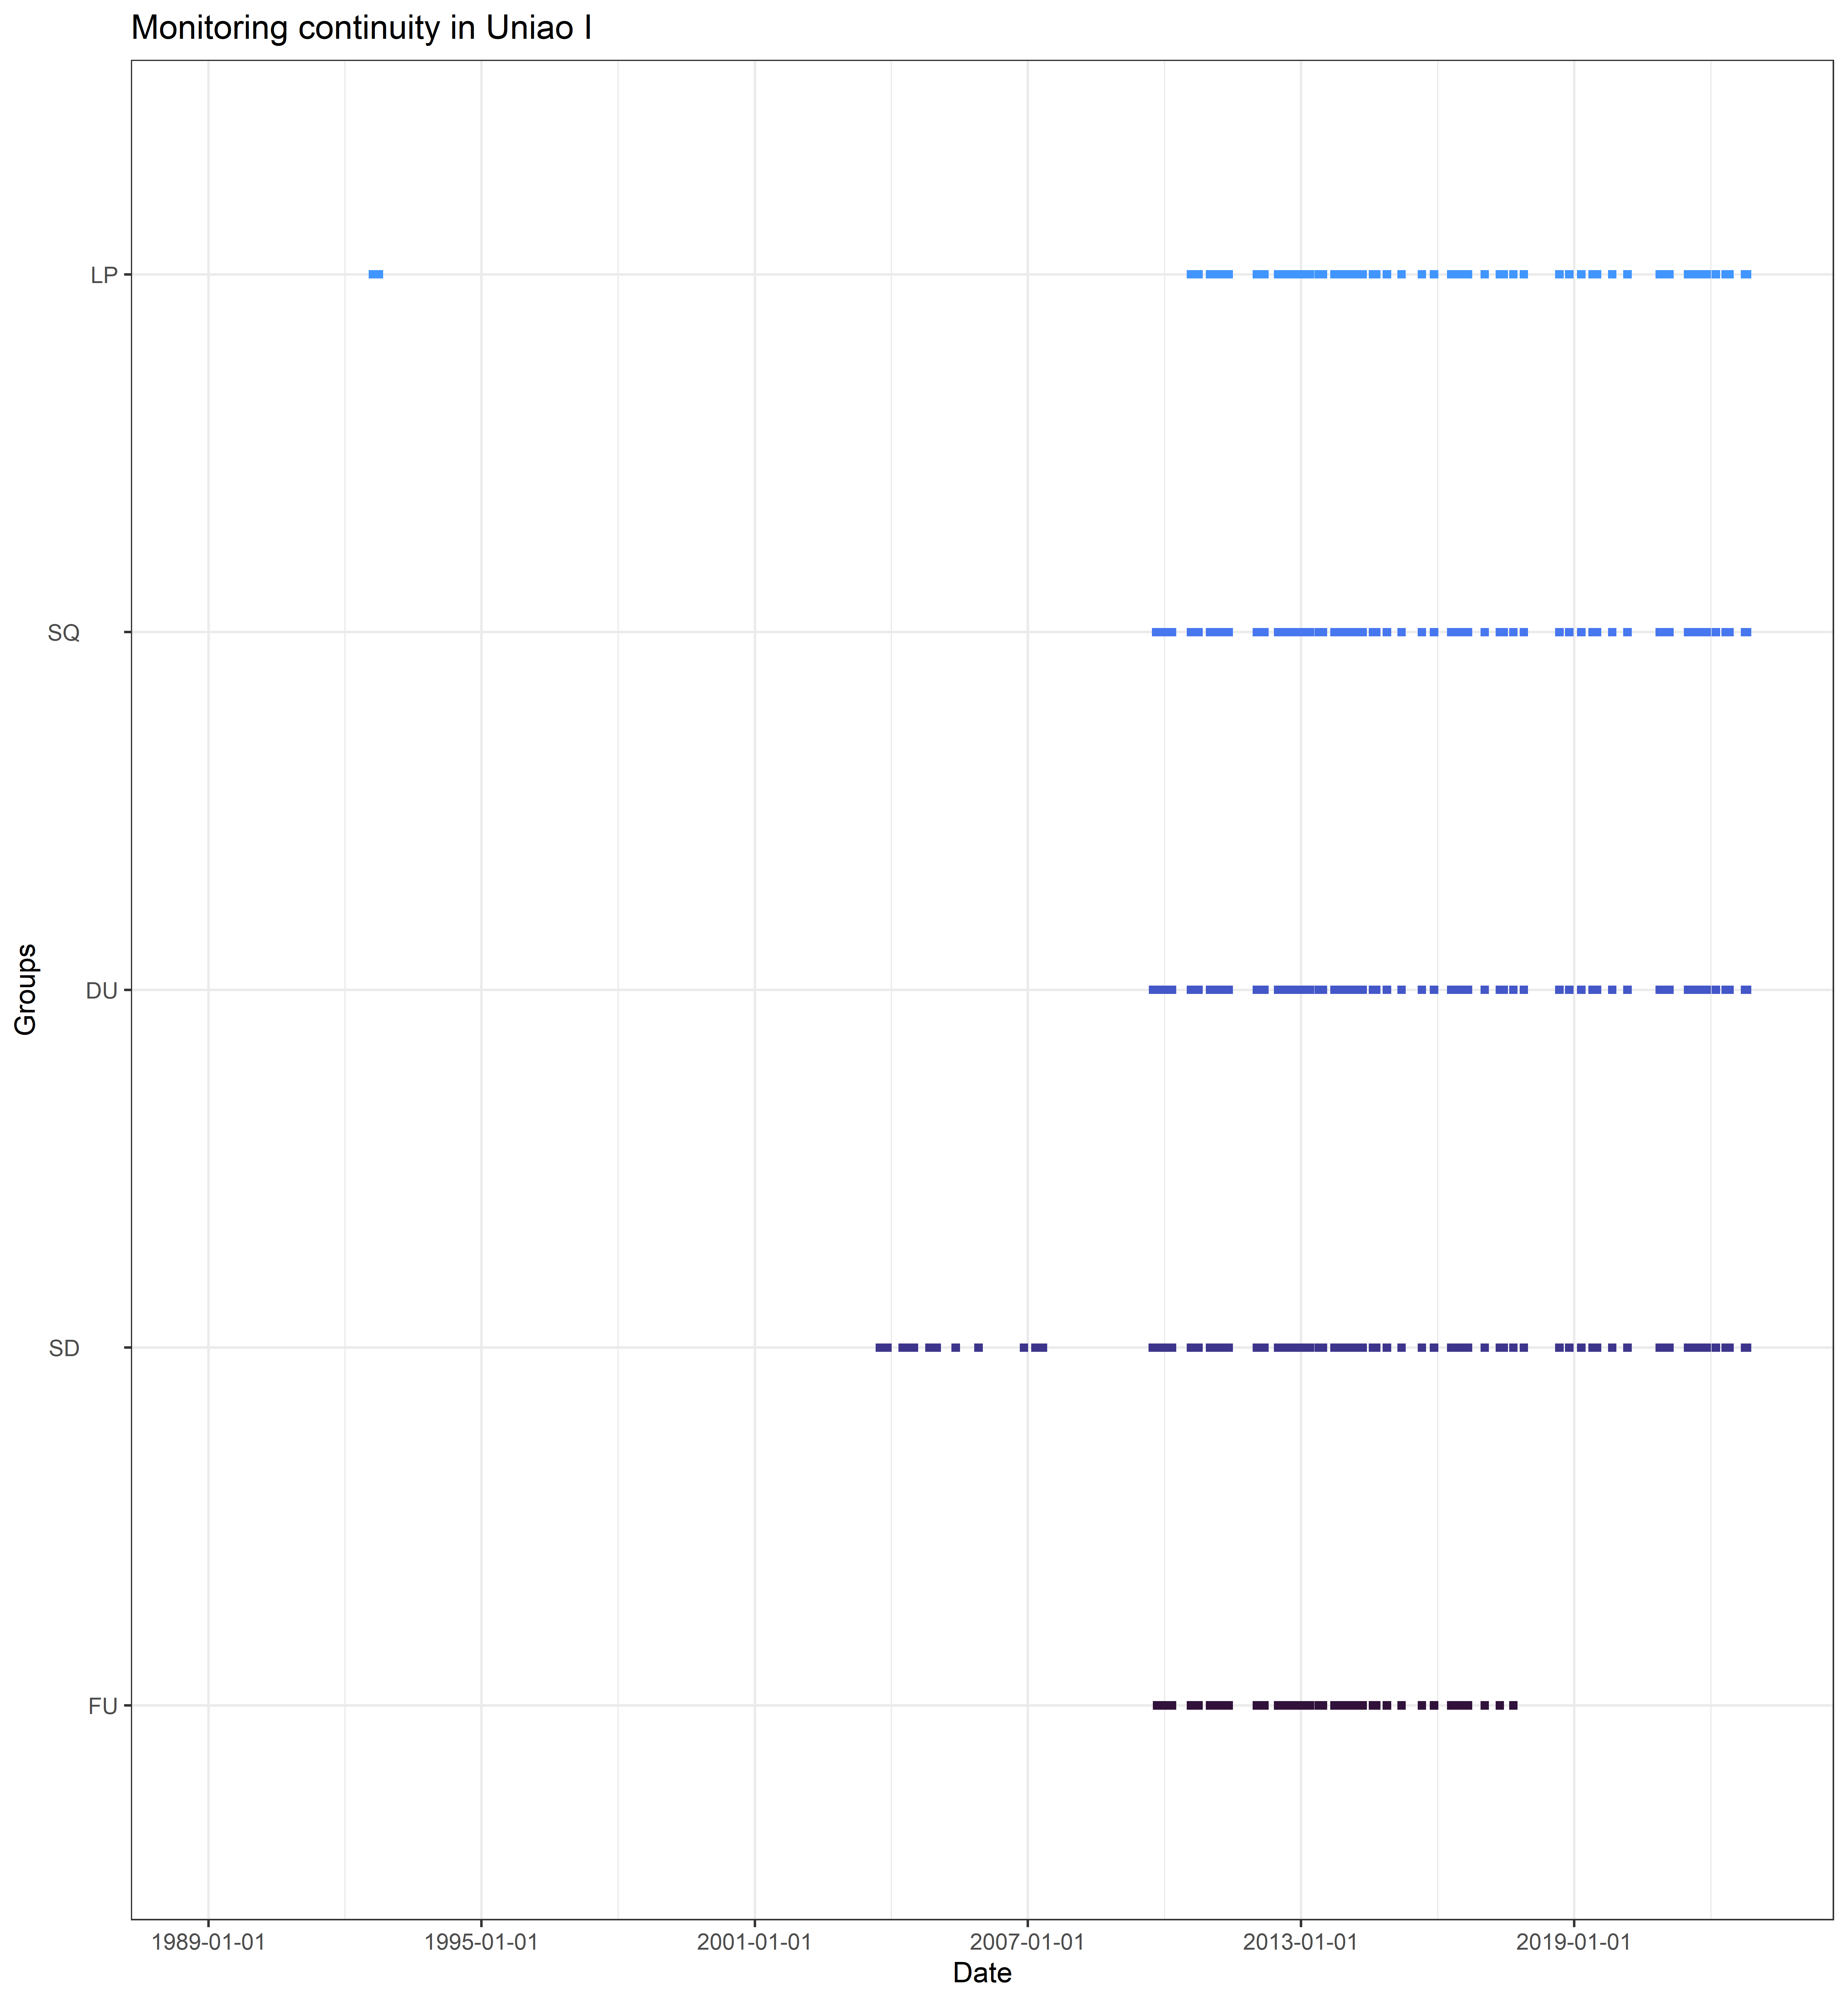 Monitoring continuity in Uniao I
LP
SQ
DU
SD
FU
Groups
1989-01-01 1995-01-01 2001-01-01 2007-01-01 2013-01-01 2019-01-01
Date